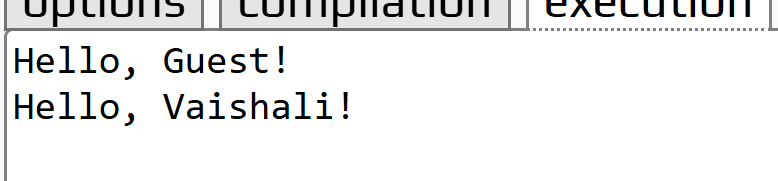 options compilation execution
Hello, Guest!
Hello, Vaishali!